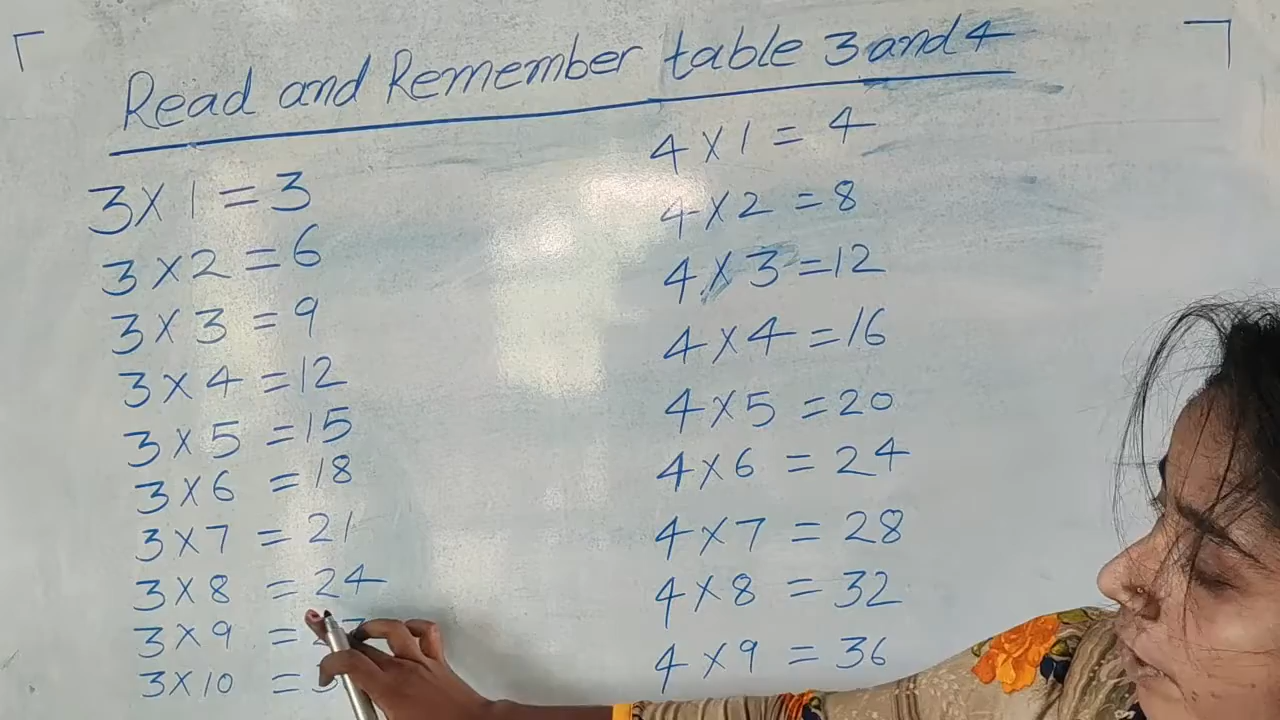 Read and Remember table 3 and 4
3 X 1 = 3
3 X 2 = 6
3 X 3 = 9
3 X 4 = 12
3 X 5 = 15
3 X 6 = 18
3 X 7 = 21
3 X 8 = 24
3 X 9 =
3 X 10 =
4 X 1 = 4
4 X 2 = 8
4 X 3 = 12
4 X 4 = 16
4 X 5 = 20
4 X 6 = 24
4 X 7 = 28
4 X 8 = 32
4 X 9 = 36